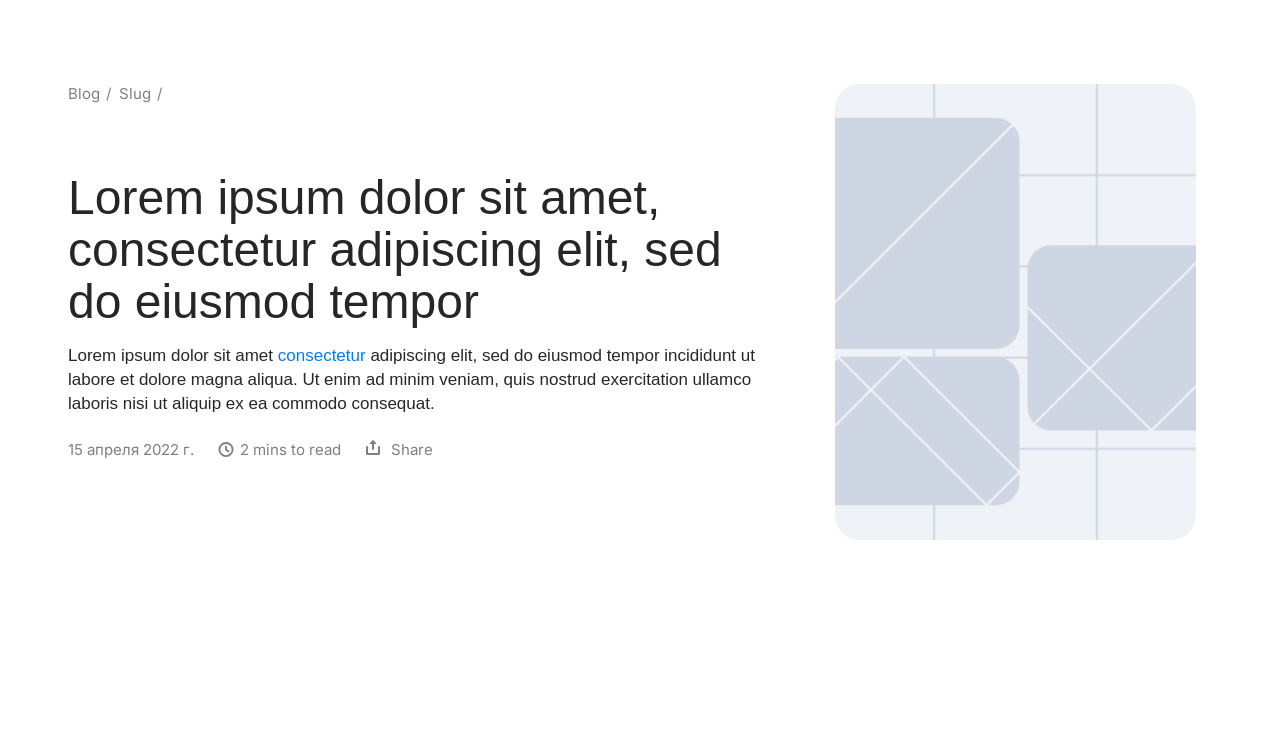 Blog / Slug /
Lorem ipsum dolor sit amet,
consectetur adipiscing elit, sed
do eiusmod tempor
Lorem ipsum dolor sit amet consectetur adipiscing elit, sed do eiusmod tempor incididunt ut
labore et dolore magna aliqua. Ut enim ad minim veniam, quis nostrud exercitation ullamco
laboris nisi ut aliquip ex ea commodo consequat.
15 апреля 2022 г. 2 mins to read Share